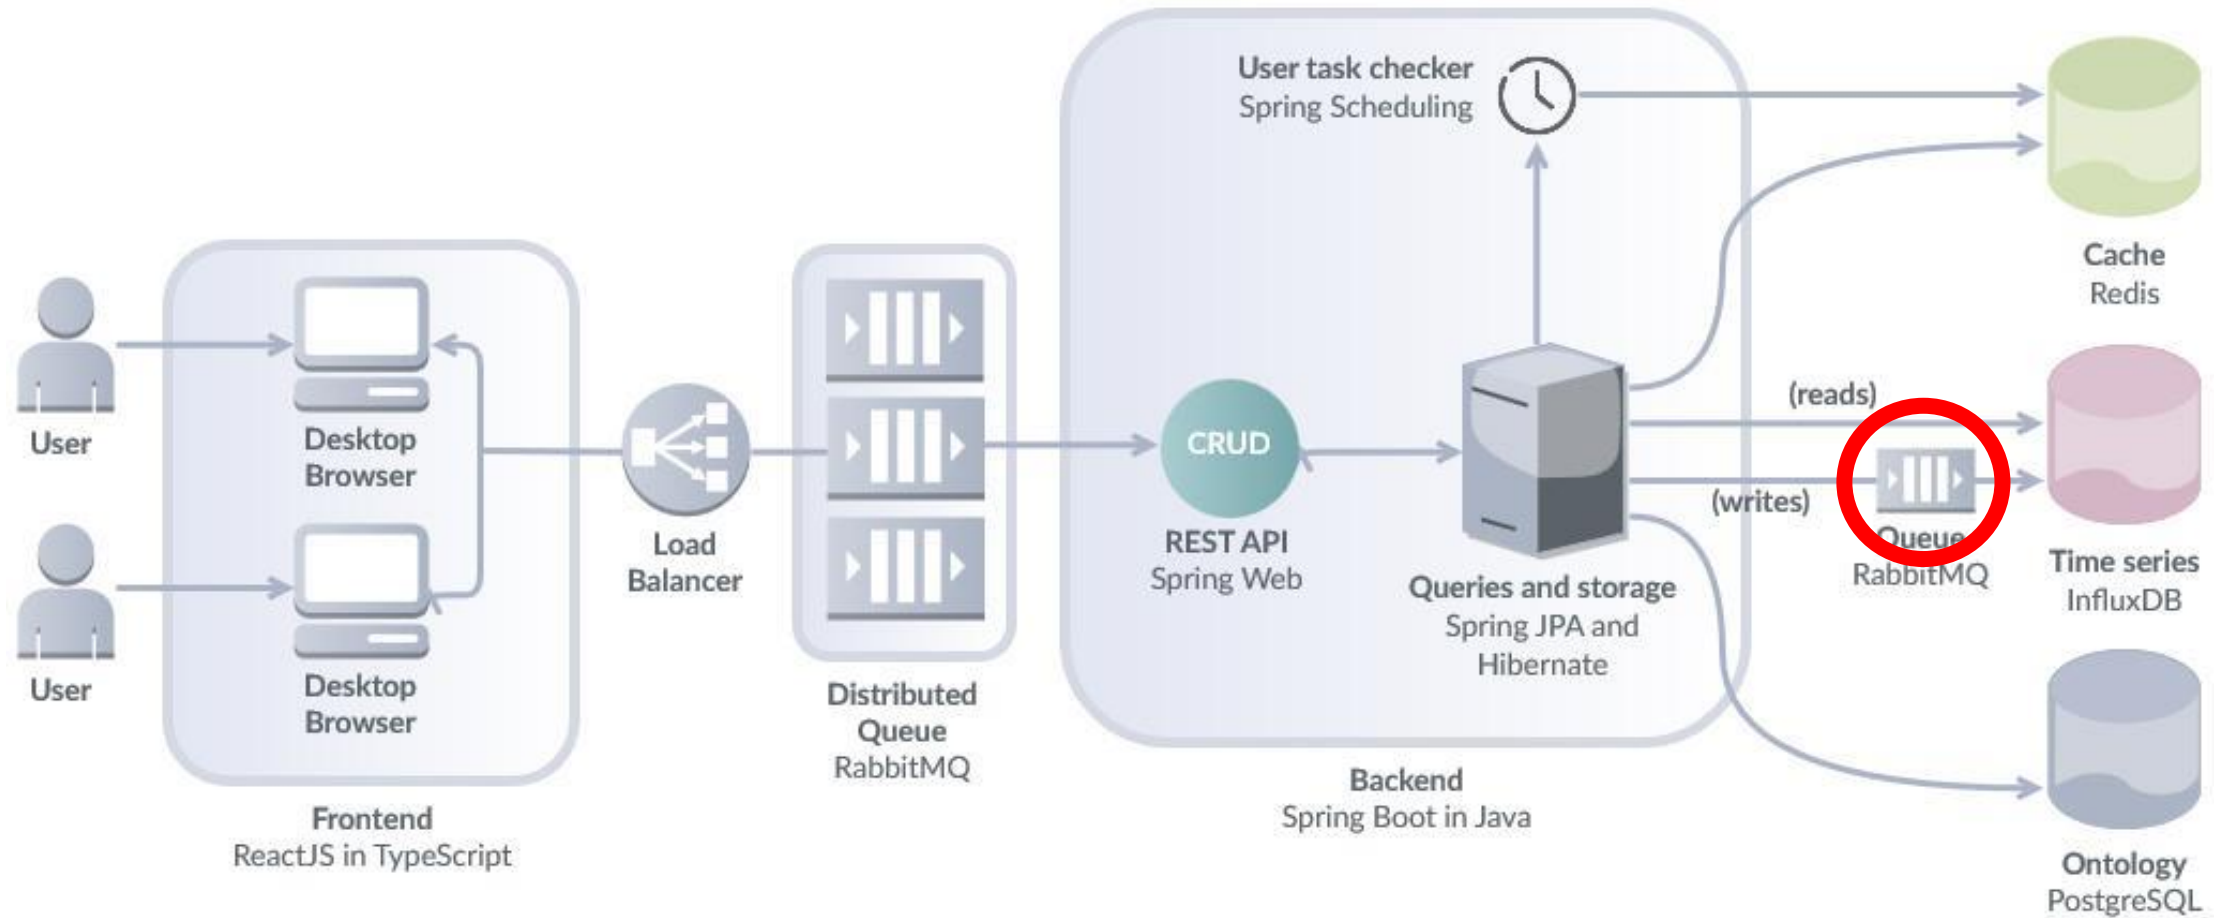 User task checker
Spring Scheduling
Cache
Redis
User
Desktop
Browser
User
Desktop
Browser
Frontend
ReactJS in TypeScript
Load
Balancer
Distributed
Queue
RabbitMQ
CRUD
REST API
Spring Web
Queries and storage
Spring JPA and
Hibernate
Backend
Spring Boot in Java
(reads)
(writes)
Queue
RabbitMQ
Time series
InfluxDB
Ontology
PostgreSQL